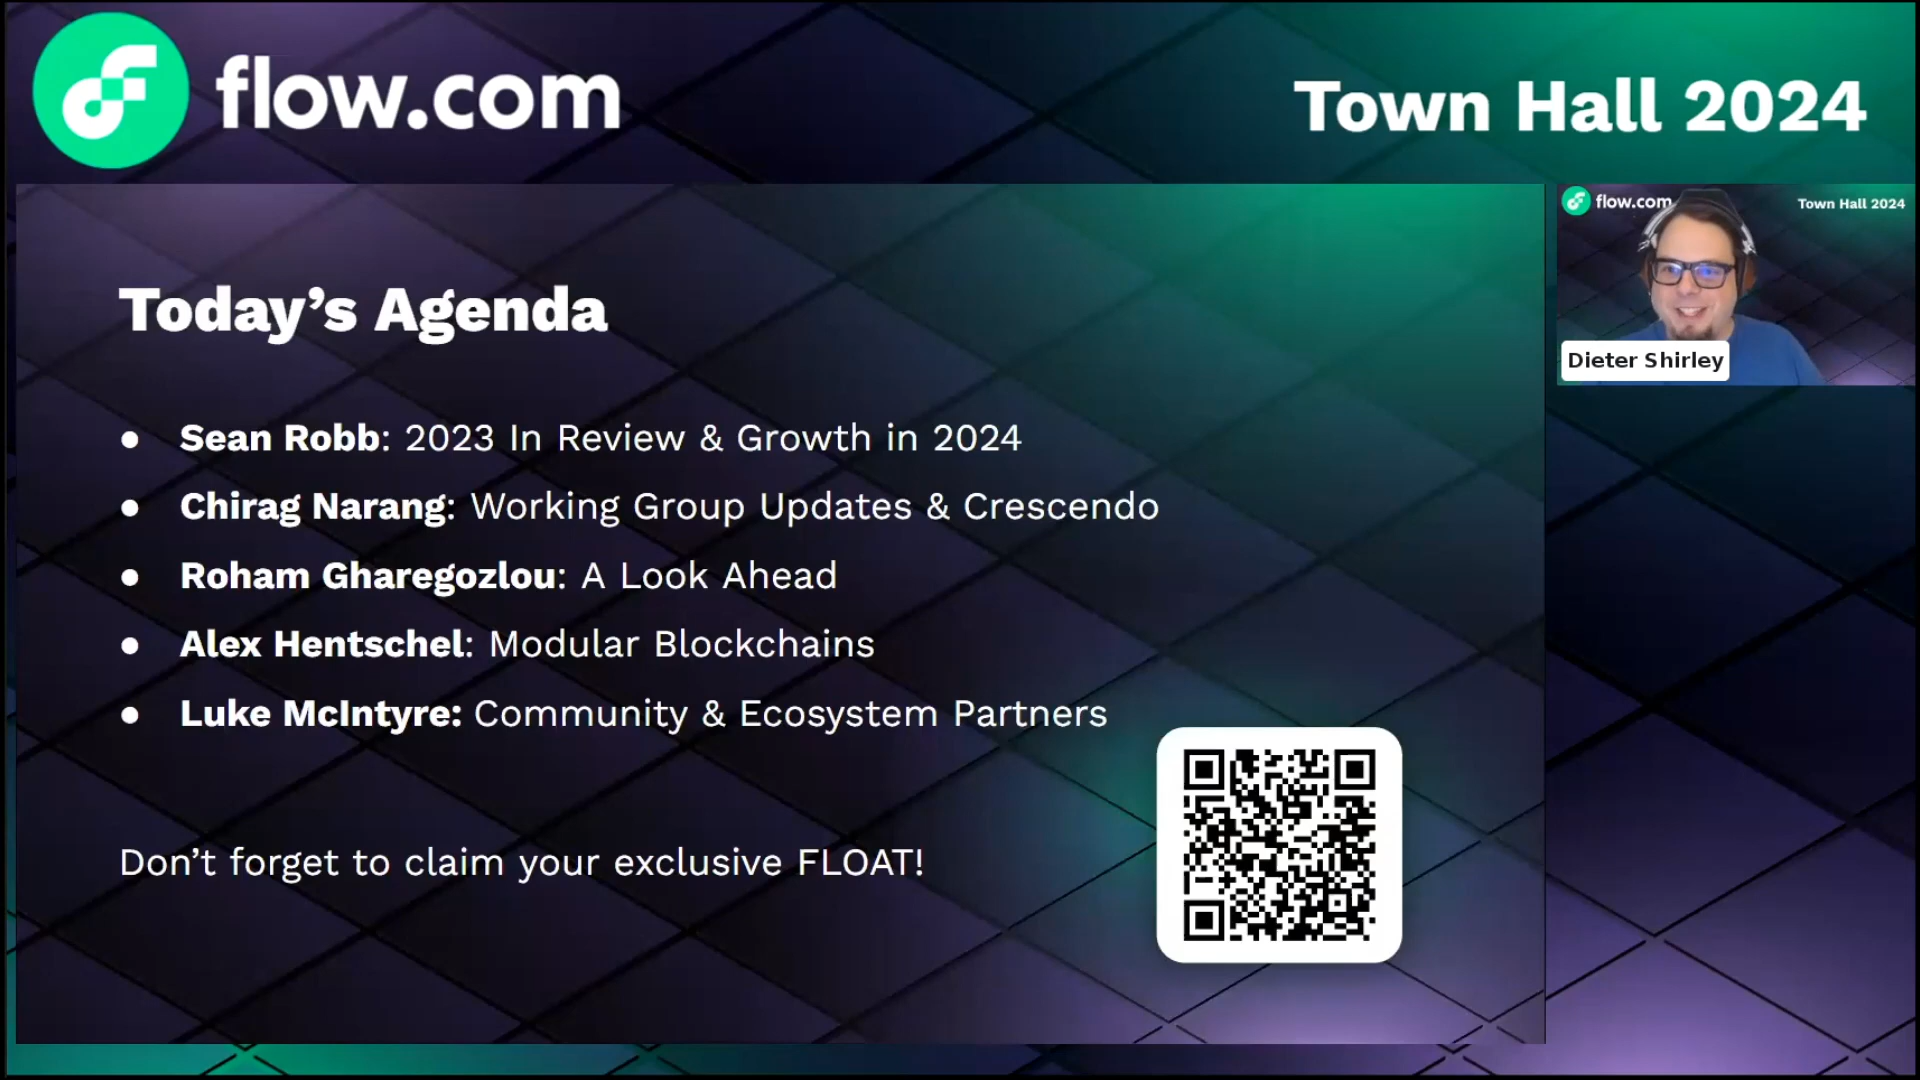 flow.com
Town Hall 2024
flow.com
Town Hall 2024
Dieter Shirley
Today’s Agenda
● Sean Robb: 2023 In Review & Growth in 2024
● Chirag Narang: Working Group Updates & Crescendo
● Roham Gharegozlou: A Look Ahead
● Alex Hentschel: Modular Blockchains
● Luke McIntyre: Community & Ecosystem Partners
Don’t forget to claim your exclusive FLOAT!